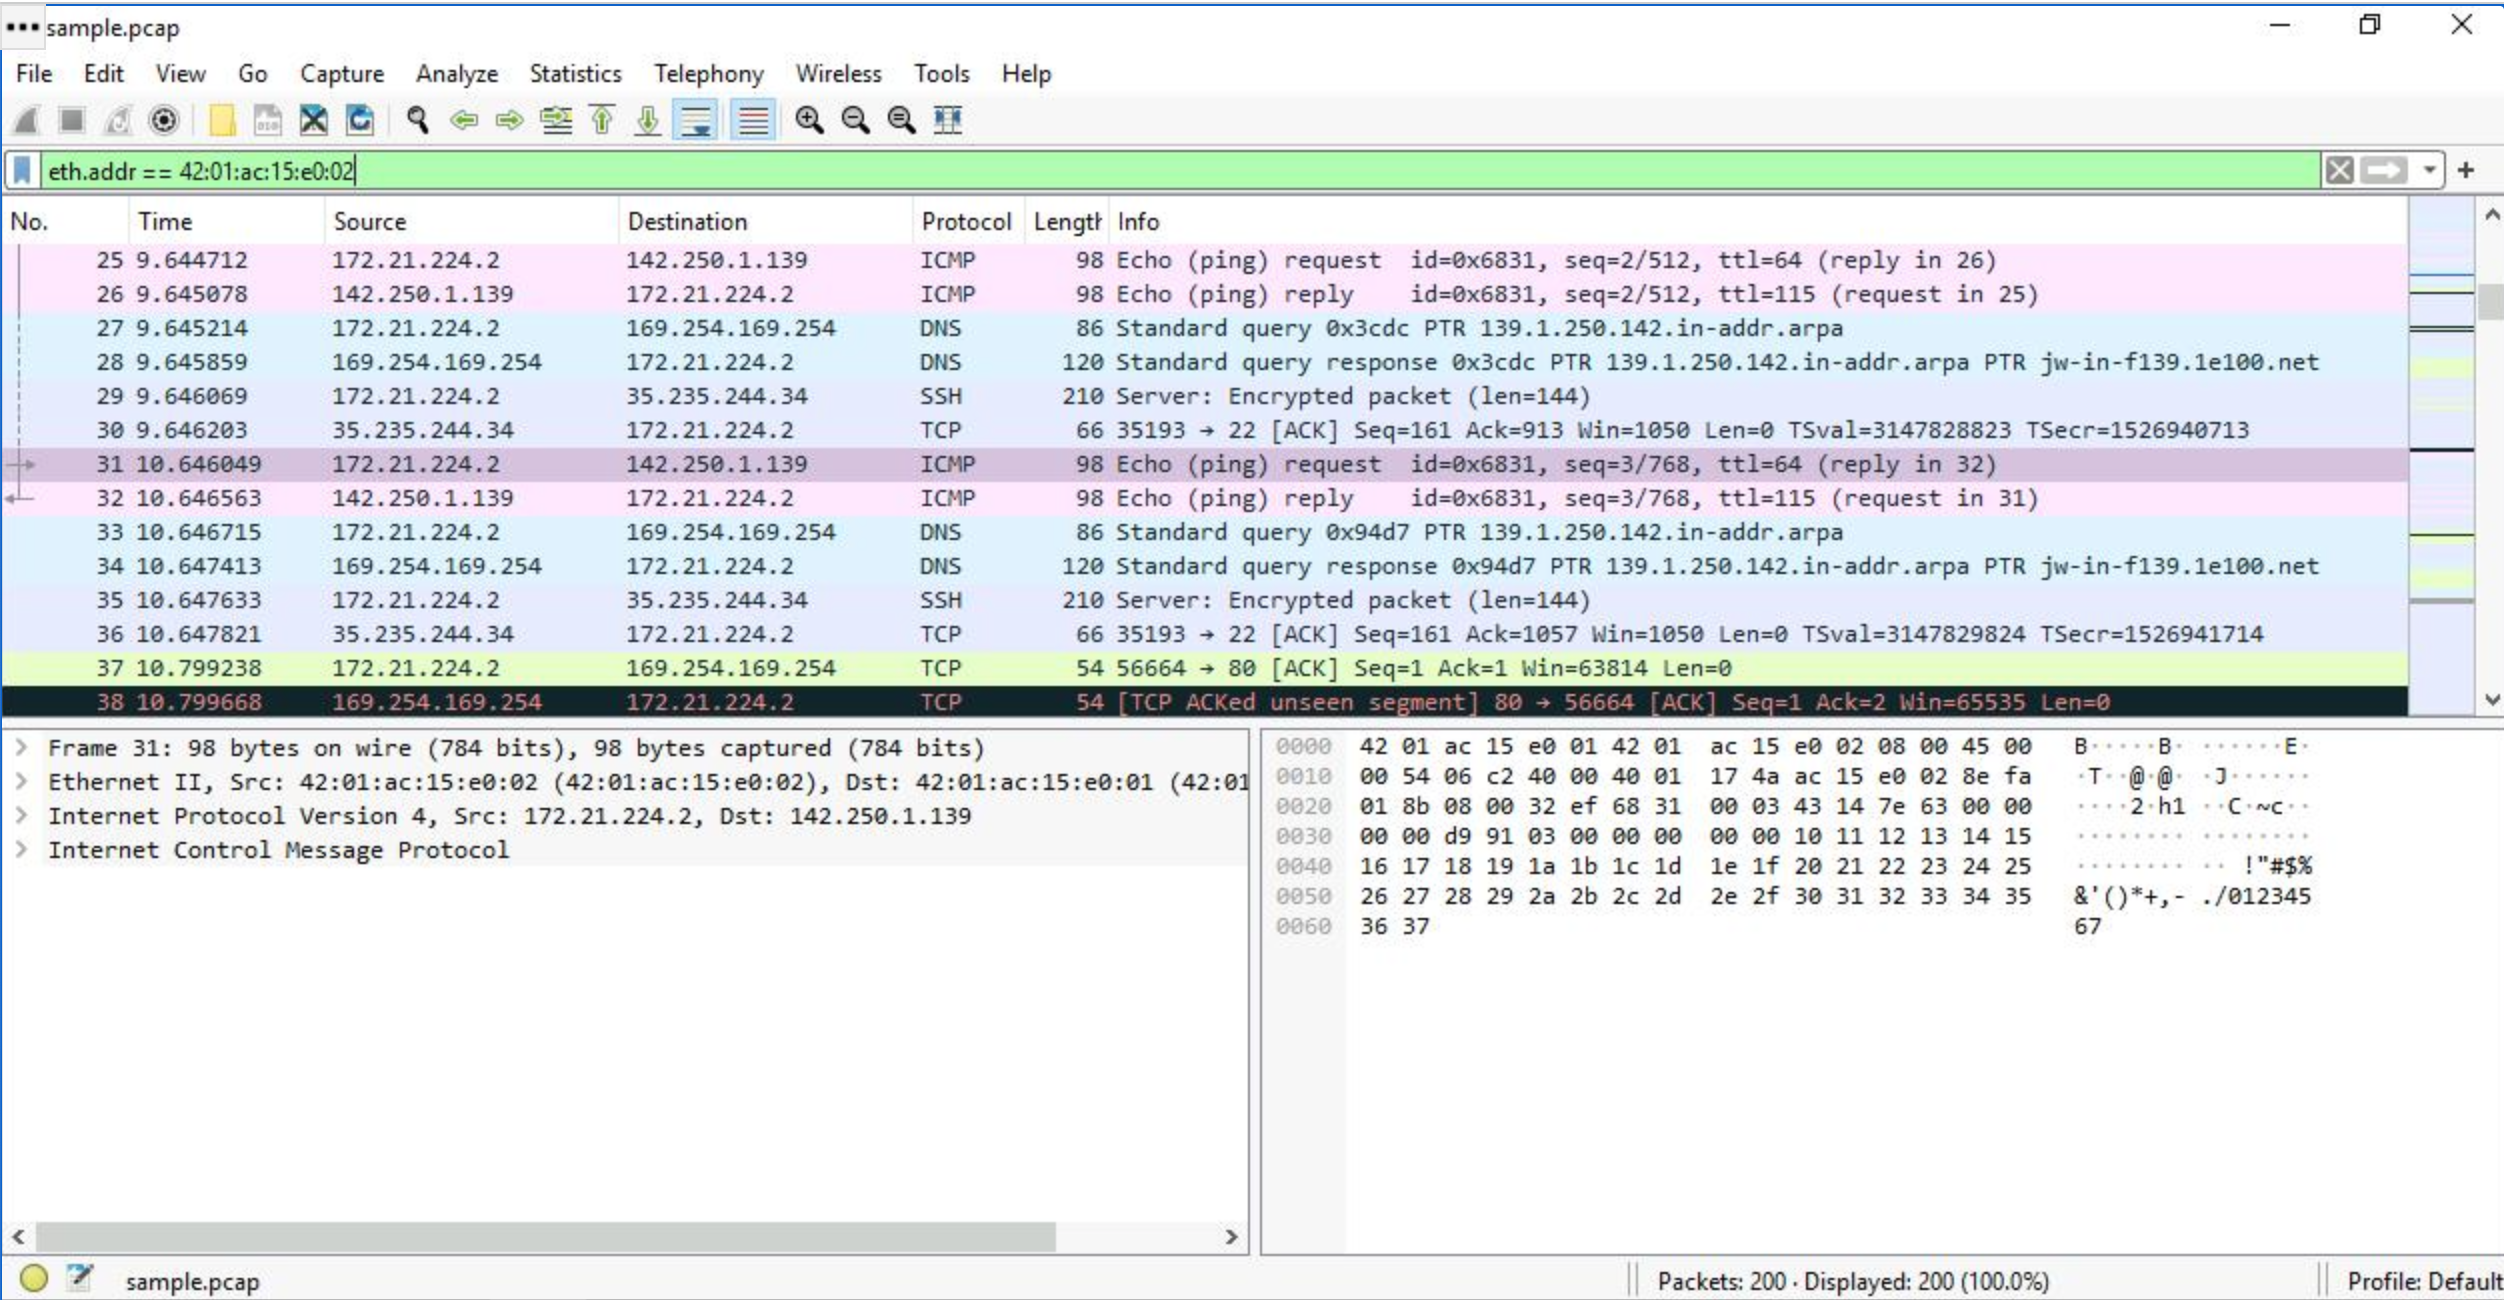 sample.pcap
File Edit View Go Capture Analyze Statistics Telephony Wireless Tools Help
eth.addr == 42:01:ac:15:e0:02
No. Time Source Destination Protocol Length Info
25 9.644712 172.21.224.2 142.250.1.139 ICMP 98 Echo (ping) request id=0x6831, seq=2/512, ttl=64 (reply in 26)
26 9.645078 142.250.1.139 172.21.224.2 ICMP 98 Echo (ping) reply id=0x6831, seq=2/512, ttl=115 (request in 25)
27 9.645214 172.21.224.2 169.254.169.254 DNS 86 Standard query 0x3cdc PTR 139.1.250.142.in-addr.arpa
28 9.645859 169.254.169.254 172.21.224.2 DNS 120 Standard query response 0x3cdc PTR 139.1.250.142.in-addr.arpa PTR jw-in-f139.1e100.net
29 9.646069 172.21.224.2 35.235.244.34 SSH 210 Server: Encrypted packet (len=144)
30 9.646203 35.235.244.34 172.21.224.2 TCP 66 35193 → 22 [ACK] Seq=161 Ack=913 Win=1050 Len=0 TSval=3147828823 TSecr=1526940713
31 10.646049 172.21.224.2 142.250.1.139 ICMP 98 Echo (ping) request id=0x6831, seq=3/768, ttl=64 (reply in 32)
32 10.646563 142.250.1.139 172.21.224.2 ICMP 98 Echo (ping) reply id=0x6831, seq=3/768, ttl=115 (request in 31)
33 10.646715 172.21.224.2 169.254.169.254 DNS 86 Standard query 0x94d7 PTR 139.1.250.142.in-addr.arpa
34 10.647413 169.254.169.254 172.21.224.2 DNS 120 Standard query response 0x94d7 PTR 139.1.250.142.in-addr.arpa PTR jw-in-f139.1e100.net
35 10.647633 172.21.224.2 35.235.244.34 SSH 210 Server: Encrypted packet (len=144)
36 10.647821 35.235.244.34 172.21.224.2 TCP 66 35193 → 22 [ACK] Seq=161 Ack=1057 Win=1050 Len=0 TSval=3147829824 TSecr=1526941714
37 10.799238 172.21.224.2 169.254.169.254 TCP 54 56664 → 80 [ACK] Seq=1 Ack=1 Win=63814 Len=0
38 10.799668 169.254.169.254 172.21.224.2 TCP 54 [TCP ACKed unseen segment] 80 → 56664 [ACK] Seq=1 Ack=2 Win=65535 Len=0
Frame 31: 98 bytes on wire (784 bits), 98 bytes captured (784 bits)
Ethernet II, Src: 42:01:ac:15:e0:02 (42:01:ac:15:e0:02), Dst: 42:01:ac:15:e0:01 (42:01
Internet Protocol Version 4, Src: 172.21.224.2, Dst: 142.250.1.139
Internet Control Message Protocol
0000 42 01 ac 15 e0 01 42 01 ac 15 e0 02 08 00 45 00 B·····B· ······E·
0010 00 54 06 c2 40 00 40 01 17 4a ac 15 e0 02 8e fa ·T··@·@· ·J······
0020 01 8b 08 00 32 ef 68 31 00 03 43 14 7e 63 00 00 ····2·h1 ··C·~c··
0030 00 00 d9 91 03 00 00 00 00 00 10 11 12 13 14 15 ········ ········
0040 16 17 18 19 1a 1b 1c 1d 1e 1f 20 21 22 23 24 25 ········ ·· !"#$%
0050 26 27 28 29 2a 2b 2c 2d 2e 2f 30 31 32 33 34 35 &'()*+,- ./012345
0060 36 37 67
sample.pcap
Packets: 200 · Displayed: 200 (100.0%)
Profile: Default